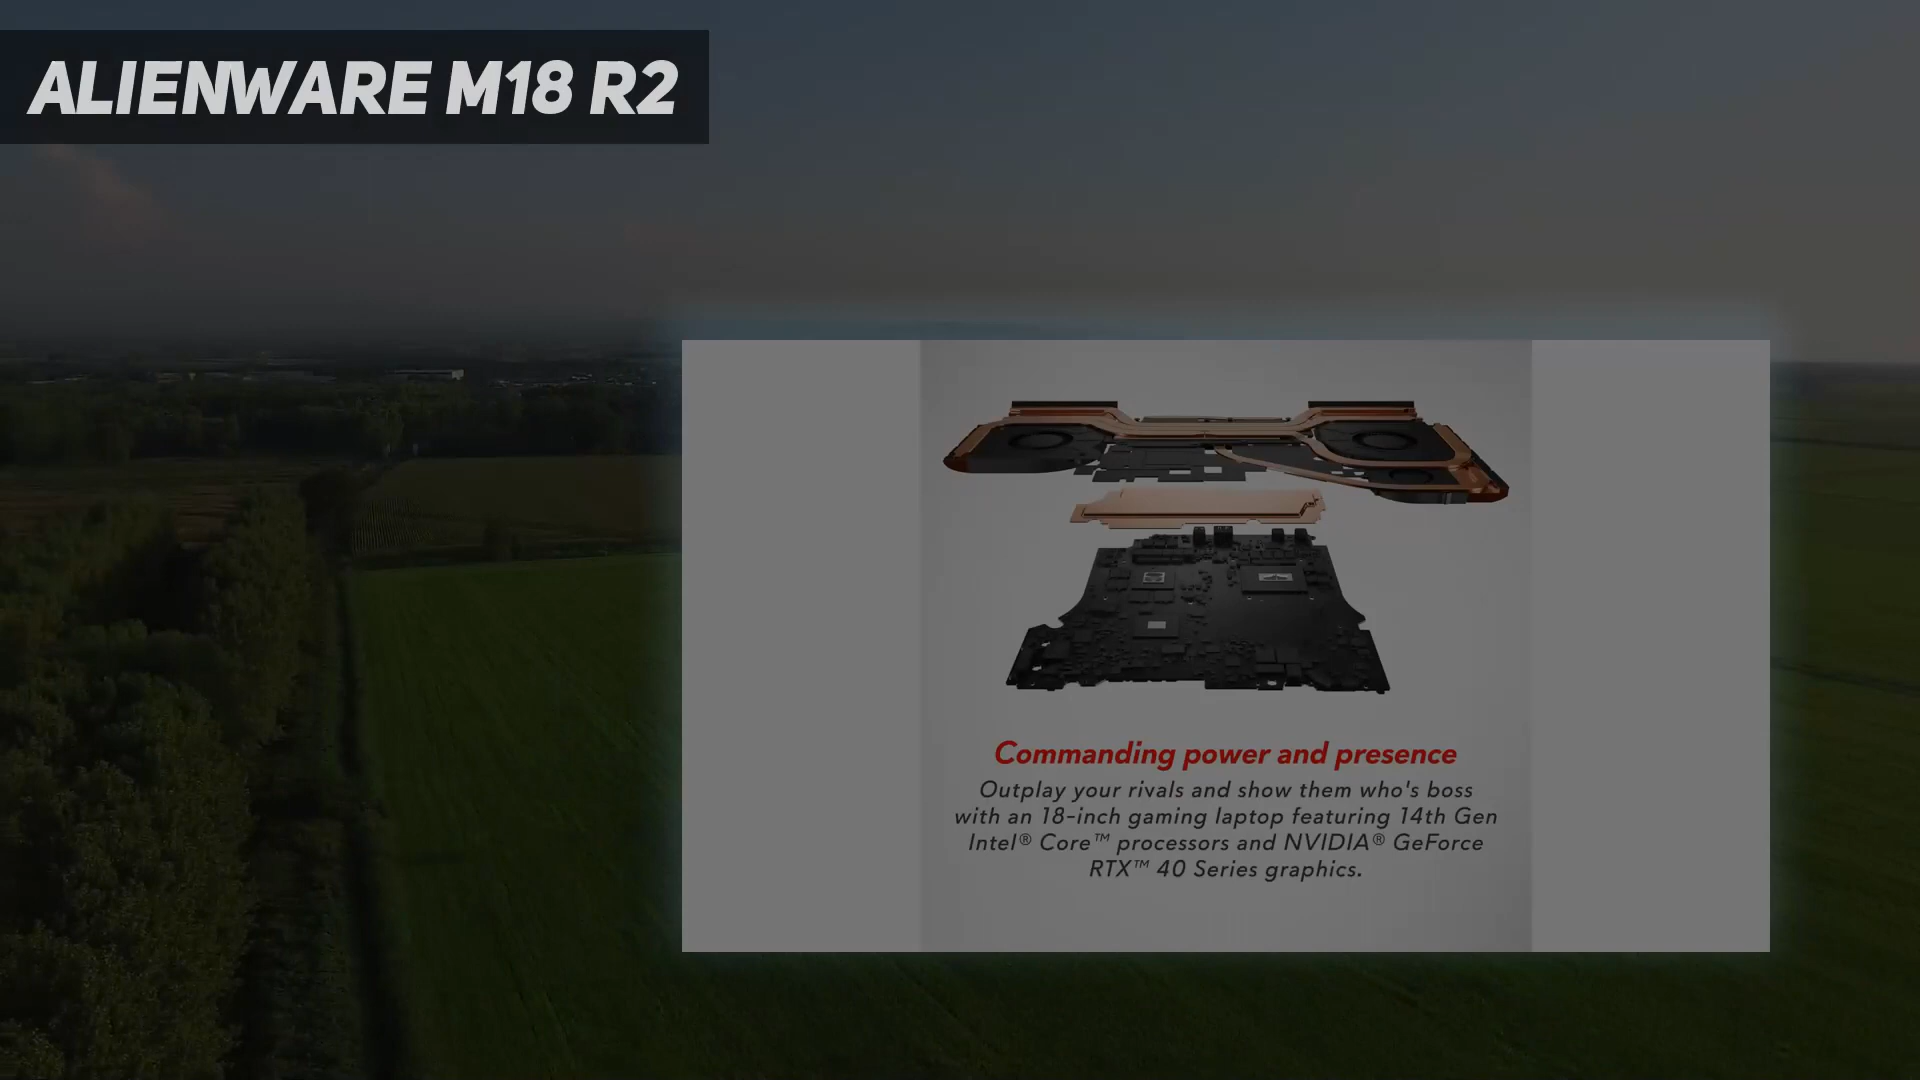 ALIENWARE M18 R2
Commanding power and presence
Outplay your rivals and show them who's boss
with an 18-inch gaming laptop featuring 14th Gen
Intel® Core™ processors and NVIDIA® GeForce
RTX™ 40 Series graphics.